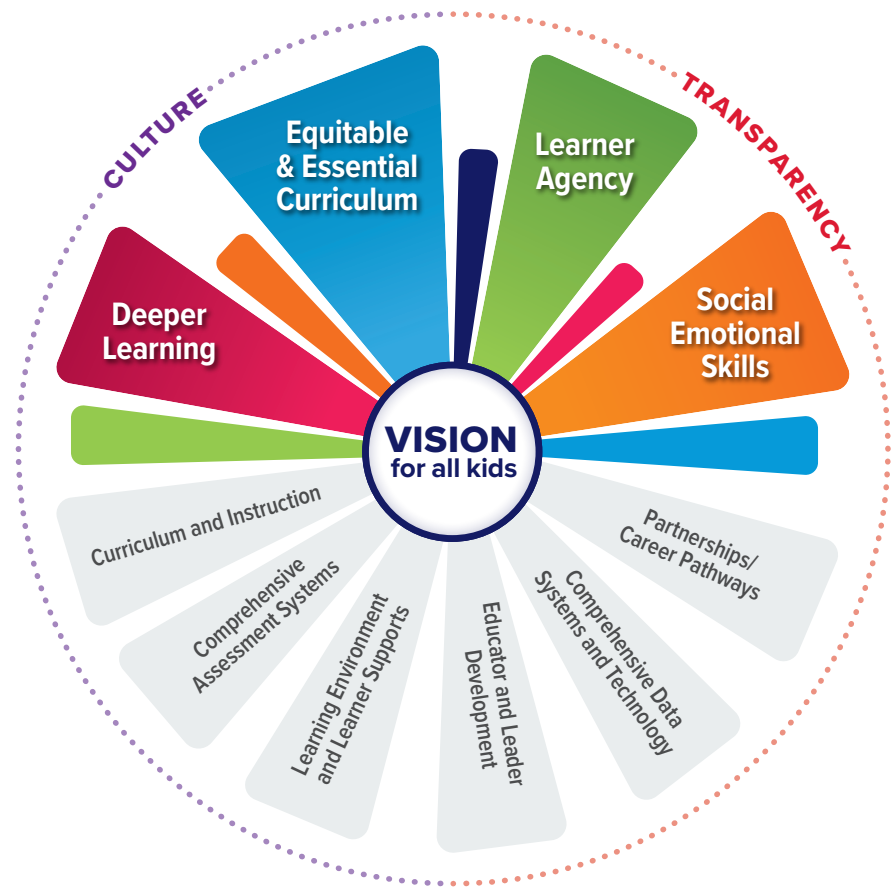 CULTURE
TRANSPARENCY
Equitable
& Essential
Curriculum
Learner
Agency
Deeper
Learning
Social
Emotional
Skills
VISION
for all kids
Curriculum and Instruction
Comprehensive
Assessment Systems
Learning Environment
and Learner Supports
Educator and Leader
Development
Comprehensive Data
Systems and Technology
Partnerships/
Career Pathways